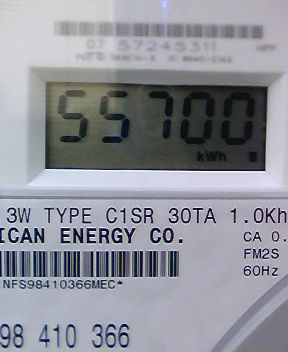 07 57245311
55700
kWh
3W TYPE C1SR 30TA 1.0Kh
ICAN ENERGY CO. CA 0.
FM2S
60Hz
NFS98410366MEC*
98 410 366